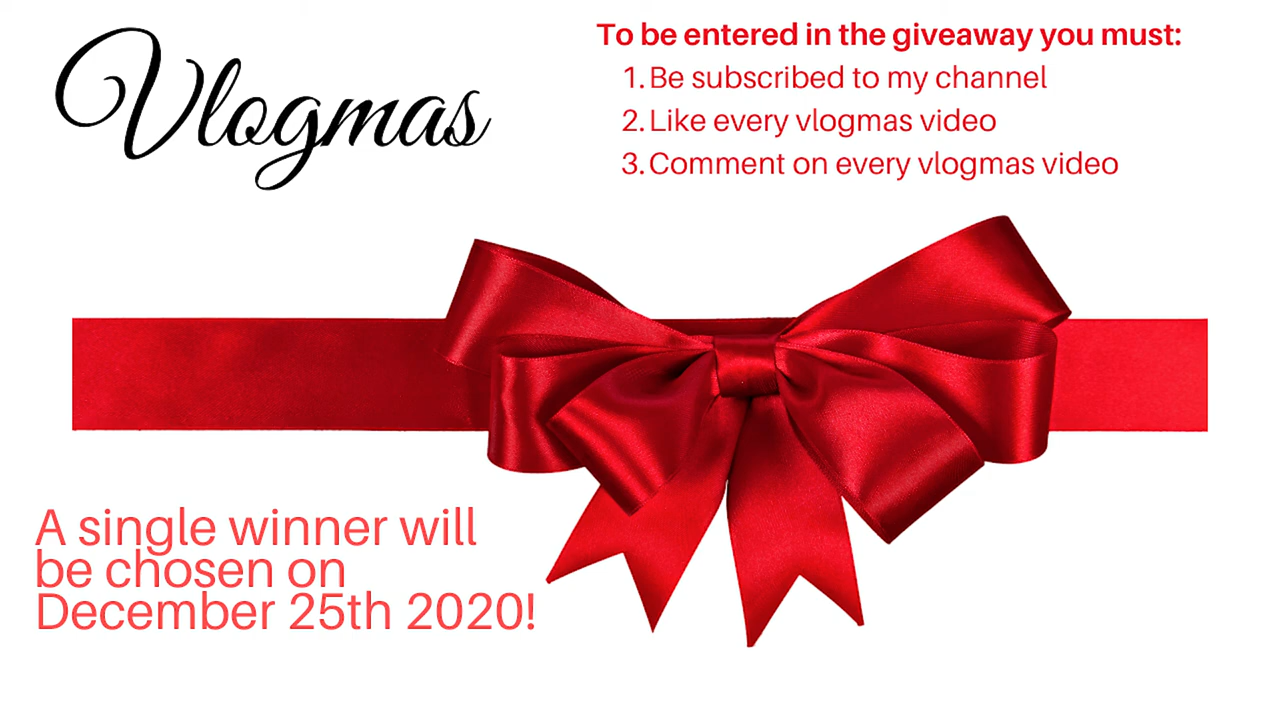 Vlogmas
To be entered in the giveaway you must:
1. Be subscribed to my channel
2. Like every vlogmas video
3. Comment on every vlogmas video
A single winner will
be chosen on
December 25th 2020!